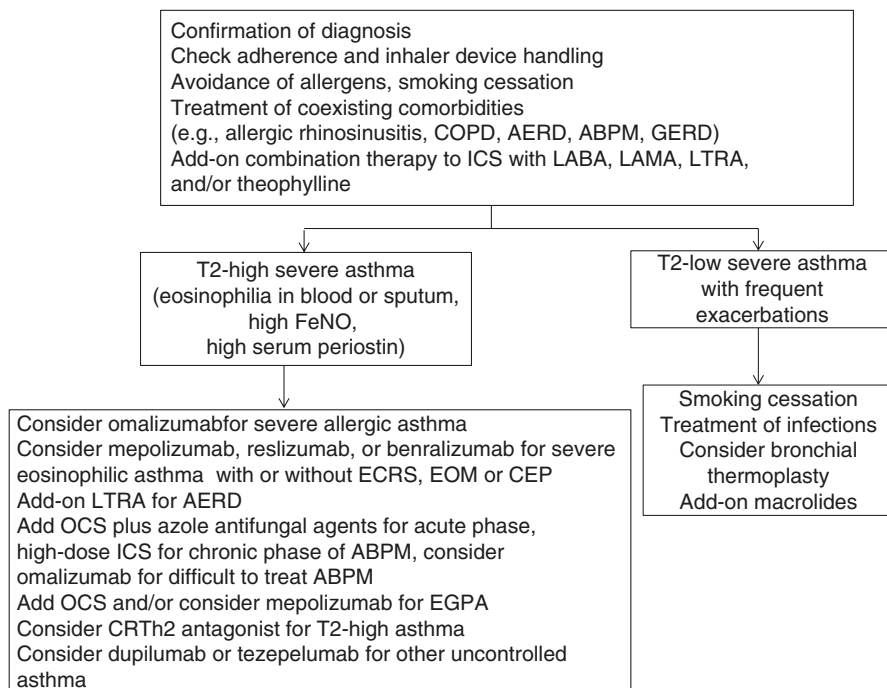 Confirmation of diagnosis
Check adherence and inhaler device handling
Avoidance of allergens, smoking cessation
Treatment of coexisting comorbidities
(e.g., allergic rhinosinusitis, COPD, AERD, ABPM, GERD)
Add-on combination therapy to ICS with LABA, LAMA, LTRA,
and/or theophylline
T2-high severe asthma
(eosinophilia in blood or sputum,
high FeNO,
high serum periostin)
T2-low severe asthma
with frequent
exacerbations
Consider omalizumabfor severe allergic asthma
Consider mepolizumab, reslizumab, or benralizumab for severe
eosinophilic asthma with or without ECRS, EOM or CEP
Add-on LTRA for AERD
Add OCS plus azole antifungal agents for acute phase,
high-dose ICS for chronic phase of ABPM, consider
omalizumab for difficult to treat ABPM
Add OCS and/or consider mepolizumab for EGPA
Consider CRTh2 antagonist for T2-high asthma
Consider dupilumab or tezepelumab for other uncontrolled
asthma
Smoking cessation
Treatment of infections
Consider bronchial
thermoplasty
Add-on macrolides